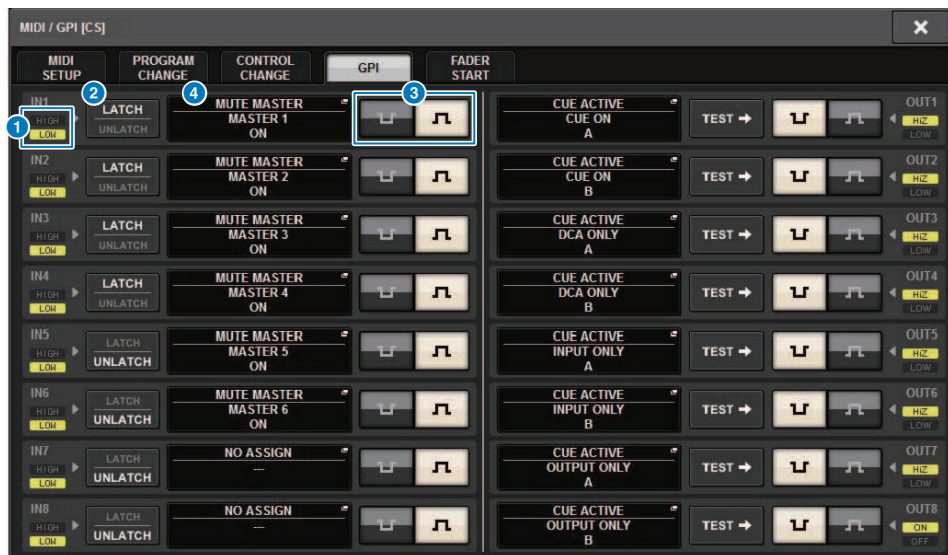 MIDI / GPI [CS]
MIDI SETUP
PROGRAM CHANGE
CONTROL CHANGE
GPI
FADER START
1
2
4
3
IN1
HIGH
LOW
LATCH
UNLATCH
MUTE MASTER
MASTER 1
ON
CUE ACTIVE
CUE ON
A
TEST
OUT1
HiZ
LOW
IN2
HIGH
LOW
LATCH
UNLATCH
MUTE MASTER
MASTER 2
ON
CUE ACTIVE
CUE ON
B
TEST
OUT2
HiZ
LOW
IN3
HIGH
LOW
LATCH
UNLATCH
MUTE MASTER
MASTER 3
ON
CUE ACTIVE
DCA ONLY
A
TEST
OUT3
HiZ
LOW
IN4
HIGH
LOW
LATCH
UNLATCH
MUTE MASTER
MASTER 4
ON
CUE ACTIVE
DCA ONLY
B
TEST
OUT4
HiZ
LOW
IN5
HIGH
LOW
LATCH
UNLATCH
MUTE MASTER
MASTER 5
ON
CUE ACTIVE
INPUT ONLY
A
TEST
OUT5
HiZ
LOW
IN6
HIGH
LOW
LATCH
UNLATCH
MUTE MASTER
MASTER 6
ON
CUE ACTIVE
INPUT ONLY
B
TEST
OUT6
HiZ
LOW
IN7
HIGH
LOW
LATCH
UNLATCH
NO ASSIGN
---
CUE ACTIVE
OUTPUT ONLY
A
TEST
OUT7
HiZ
LOW
IN8
HIGH
LOW
LATCH
UNLATCH
NO ASSIGN
---
CUE ACTIVE
OUTPUT ONLY
B
TEST
OUT8
ON
OFF